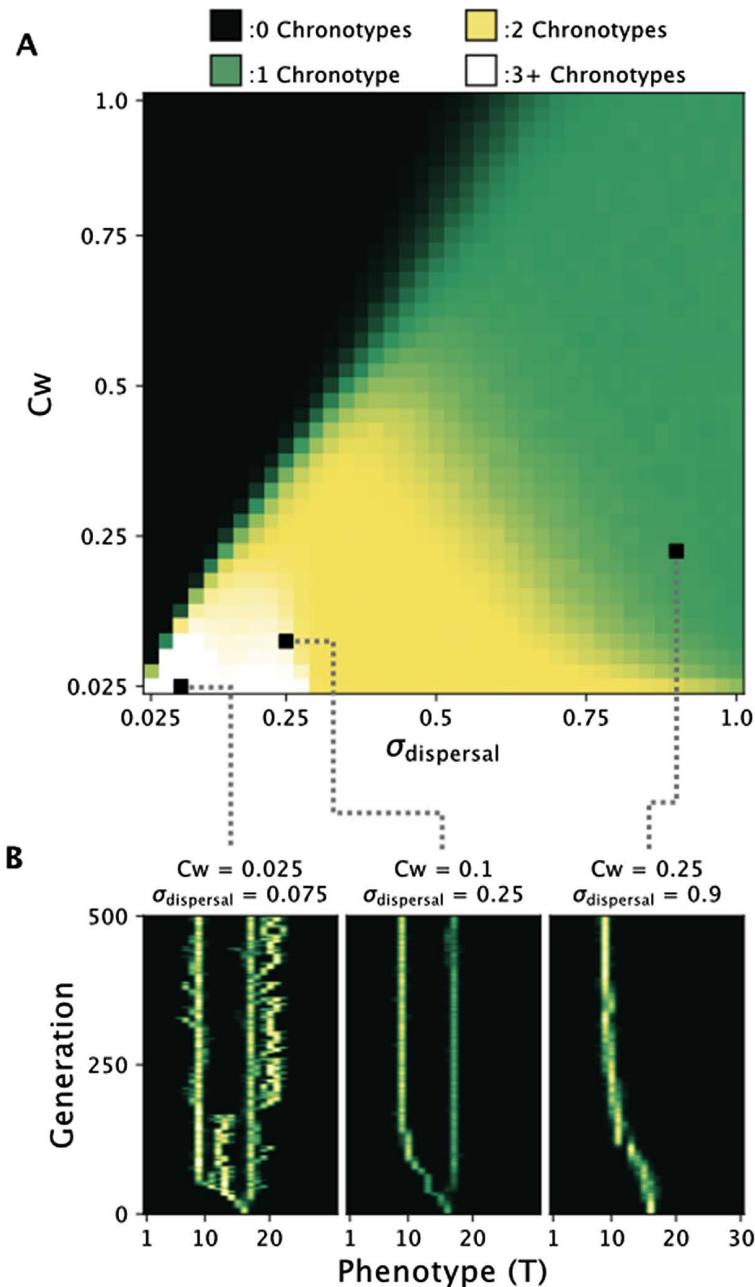 A
:0 Chronotypes :2 Chronotypes
:1 Chronotype :3+ Chronotypes
1.0
0.75
Cw
0.5
0.25
0.025
0.025 0.25 0.5 0.75 1.0
σdispersal
B
Cw = 0.025 Cw = 0.1 Cw = 0.25
σdispersal = 0.075 σdispersal = 0.25 σdispersal = 0.9
500
Generation
250
0
1 10 20 1 10 20 1 10 20 30
Phenotype (T)